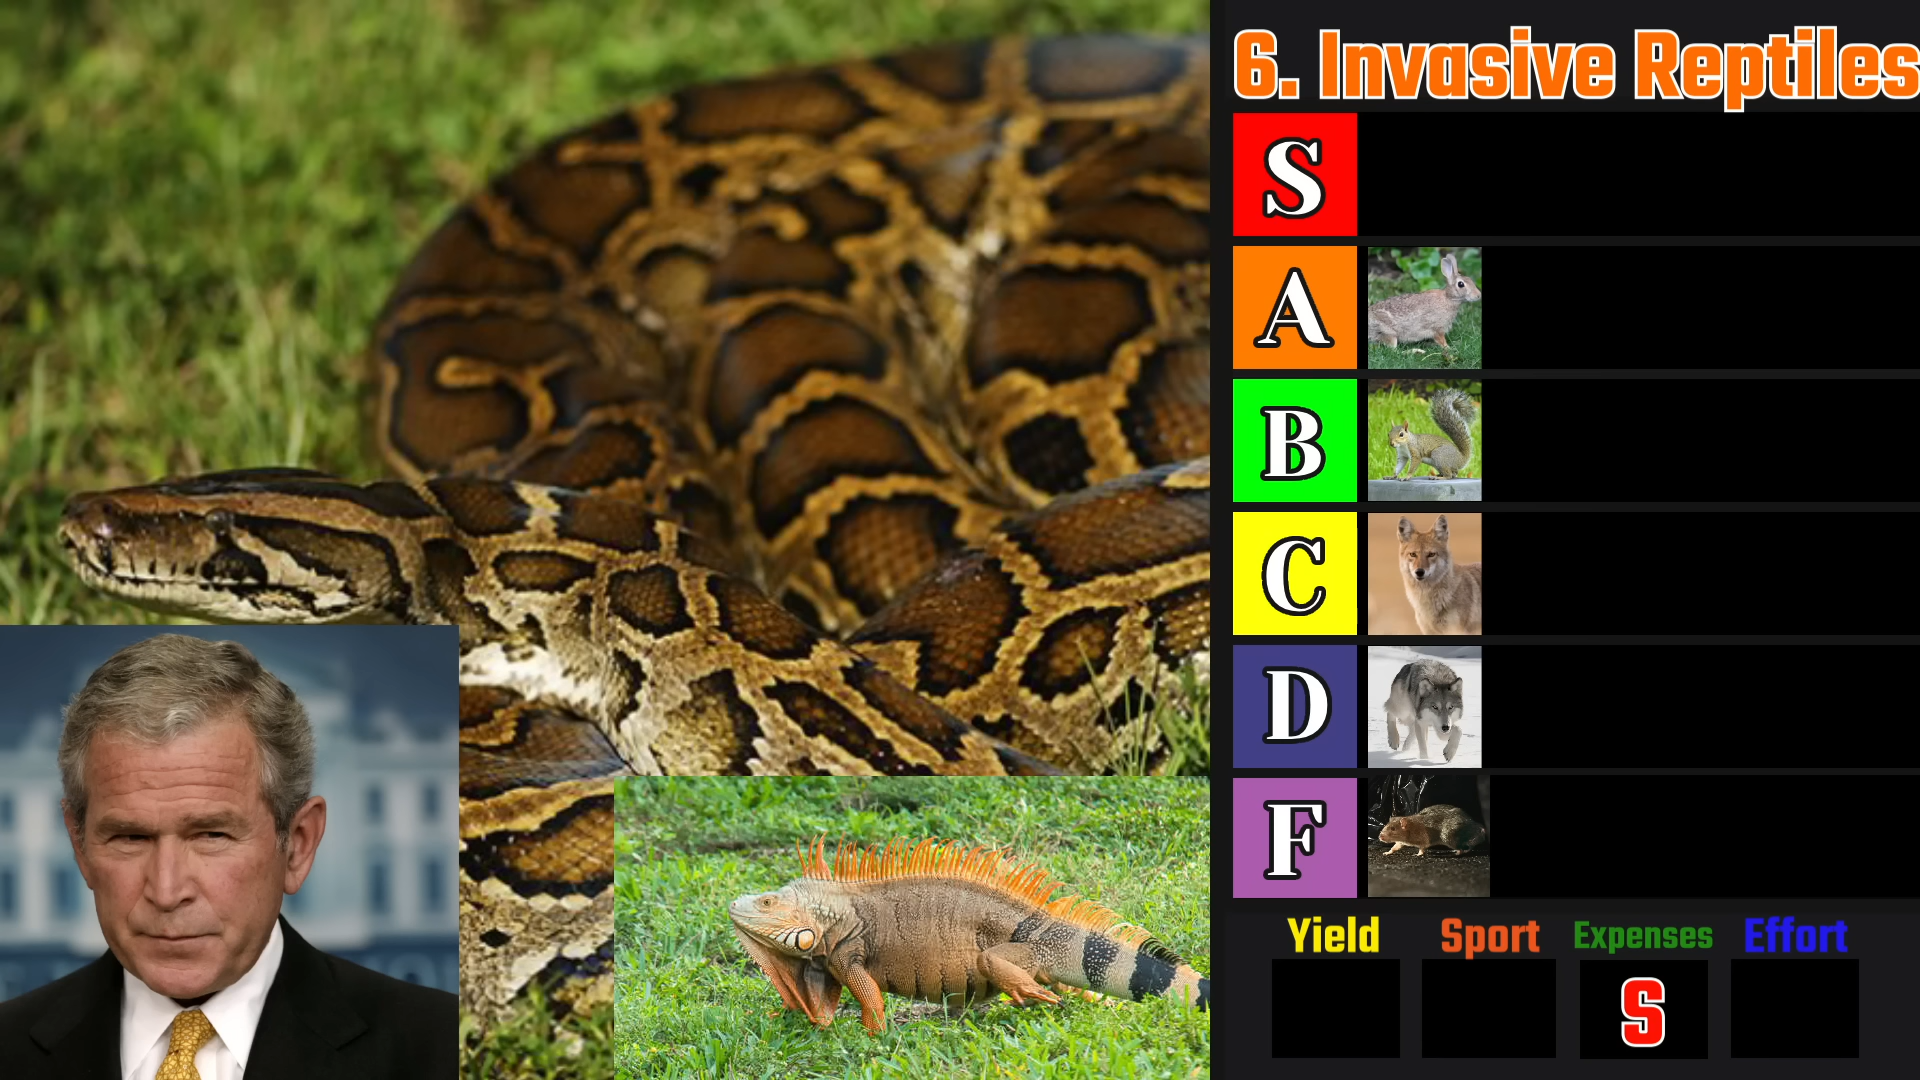 6. Invasive Reptiles
S
A
B
C
D
F
Yield Sport Expenses Effort
S